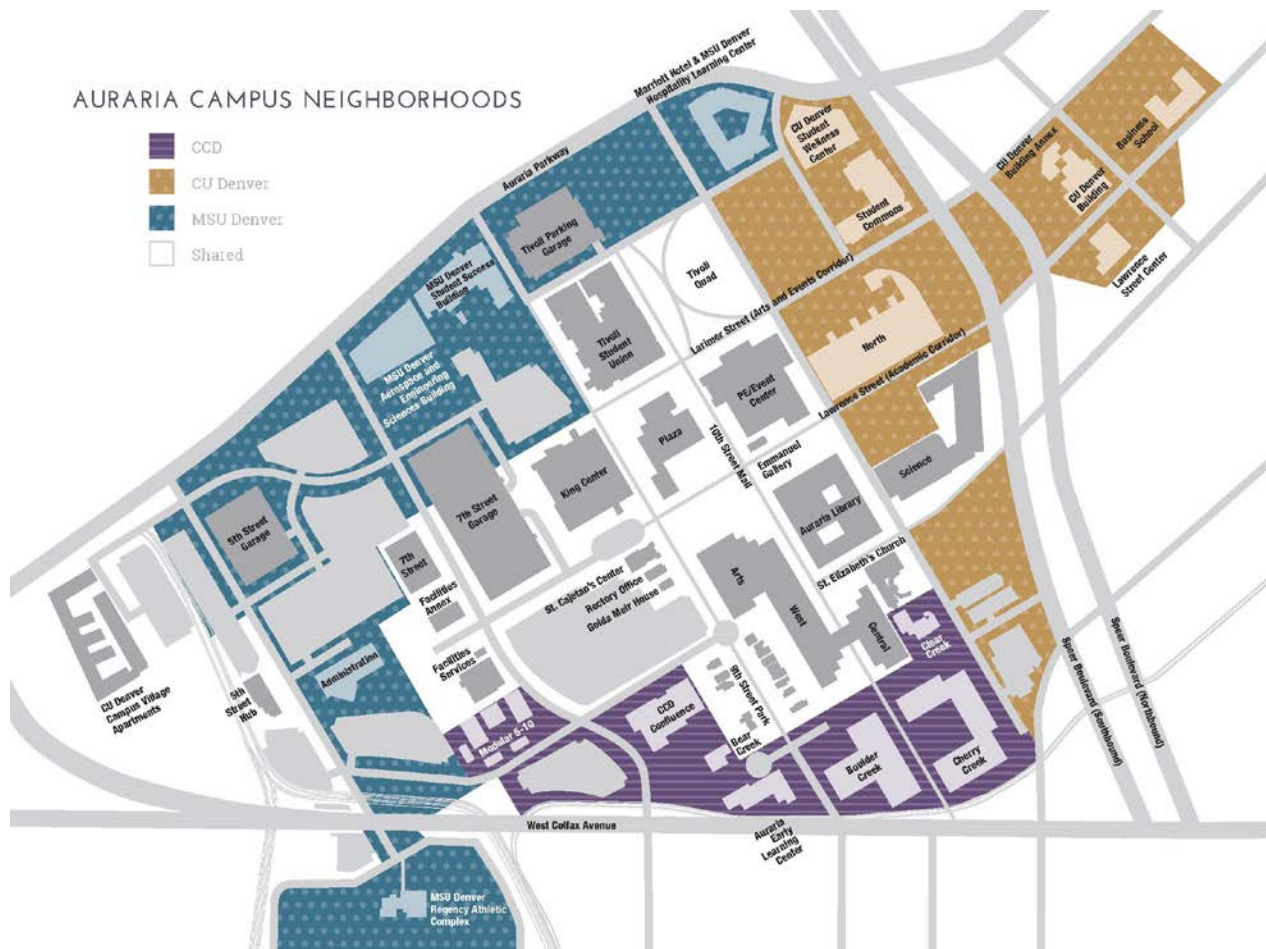 AURARIA CAMPUS NEIGHBORHOODS
CCD
CU Denver
MSU Denver
Shared
Marriott Hotel & MSU Denver
Hospitality Learning Center
Auraria Parkway
CU Denver
Student
Wellness
Center
Student
Commons
CU Denver
Building Annex
Business
School
CU Denver
Building
Lawrence
Street Center
Tivoli Parking
Garage
Tivoli
Quad
MSU Denver
Student Success
Building
MSU Denver
Aerospace and
Engineering
Sciences Building
Tivoli
Student
Union
Larimer Street (Arts and Events Corridor)
North
Lawrence Street (Academic Corridor)
PE/Event
Center
Plaza
10th Street Mall
Emmanuel
Gallery
Science
King Center
7th Street
Garage
Auraria Library
5th Street
Garage
7th
Street
Facilities
Annex
St. Cajetan's Center
Rectory Office
Golda Meir House
Arts
West
St. Elizabeth's Church
Central
Clear
Creek
Facilities
Services
Administration
CU Denver
Campus Village
Apartments
5th
Street
Hub
Modular 5-10
CCD
Confluence
9th Street Park
Bear
Creek
Boulder
Creek
Cherry
Creek
Speer Boulevard (Southbound)
Speer Boulevard (Northbound)
West Colfax Avenue
Auraria
Early
Learning
Center
MSU Denver
Regency Athletic
Complex